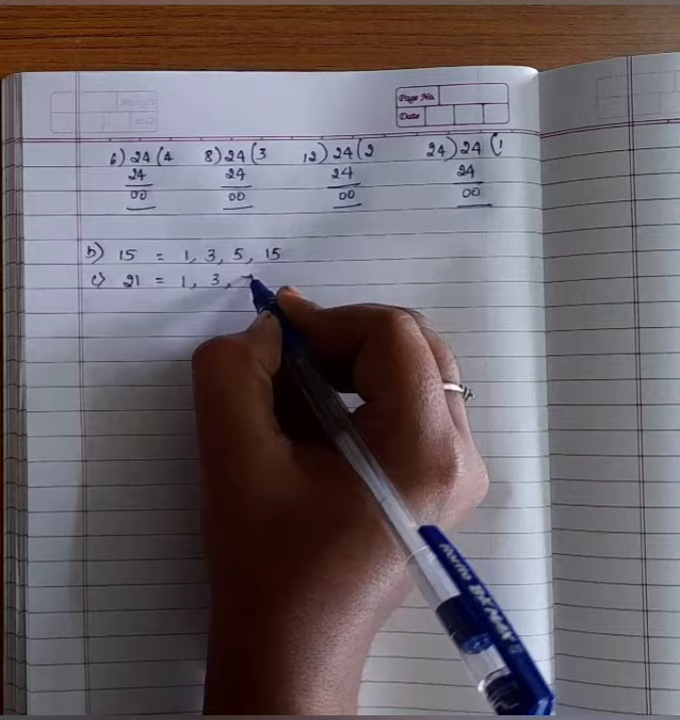 Page No.
Date
6) 24 (4 8) 24 (3 12) 24 (2 24) 24 (1
24 24 24 24
00 00 00 00
b) 15 = 1, 3, 5, 15
c) 21 = 1, 3,